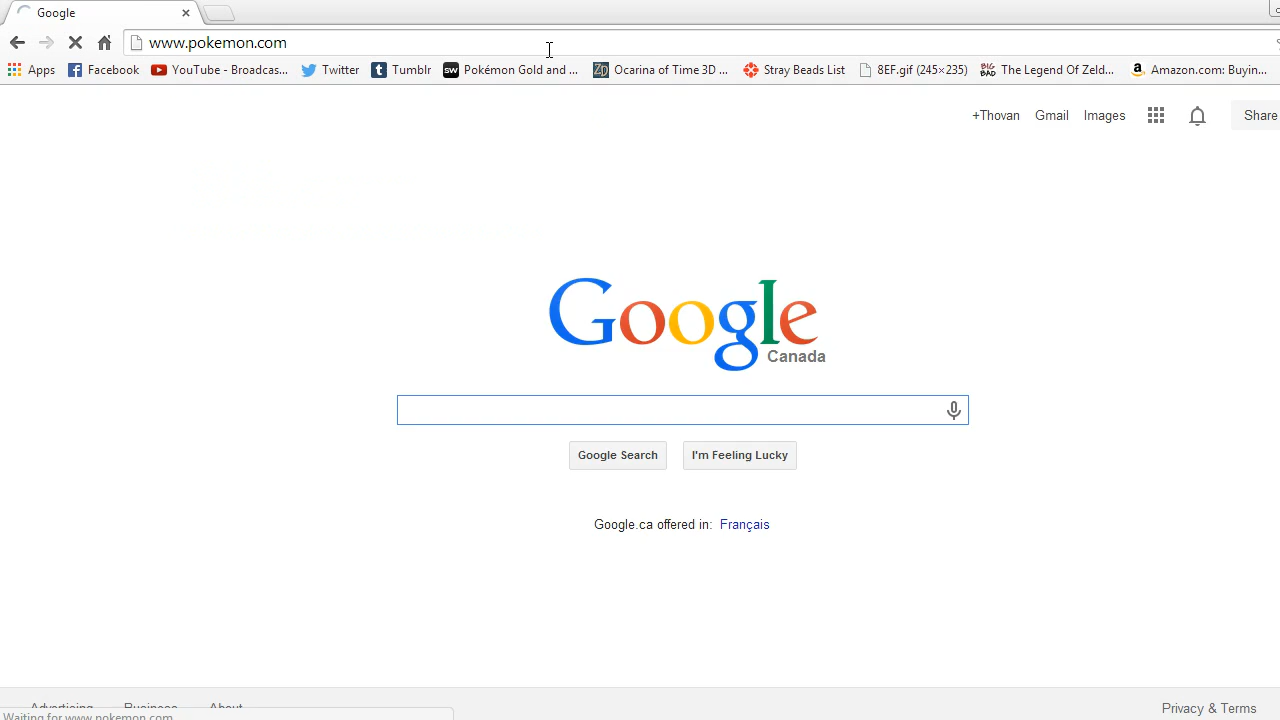 Google
www.pokemon.com
Apps Facebook YouTube - Broadcas... Twitter Tumblr Pokémon Gold and ... Ocarina of Time 3D ... Stray Beads List 8EF.gif (245×235) The Legend Of Zeld... Amazon.com: Buyin...
+Thovan Gmail Images Share
Google
Canada
Google Search I'm Feeling Lucky
Google.ca offered in: Français
Advertising Business About Privacy & Terms
Waiting for www.pokemon.com